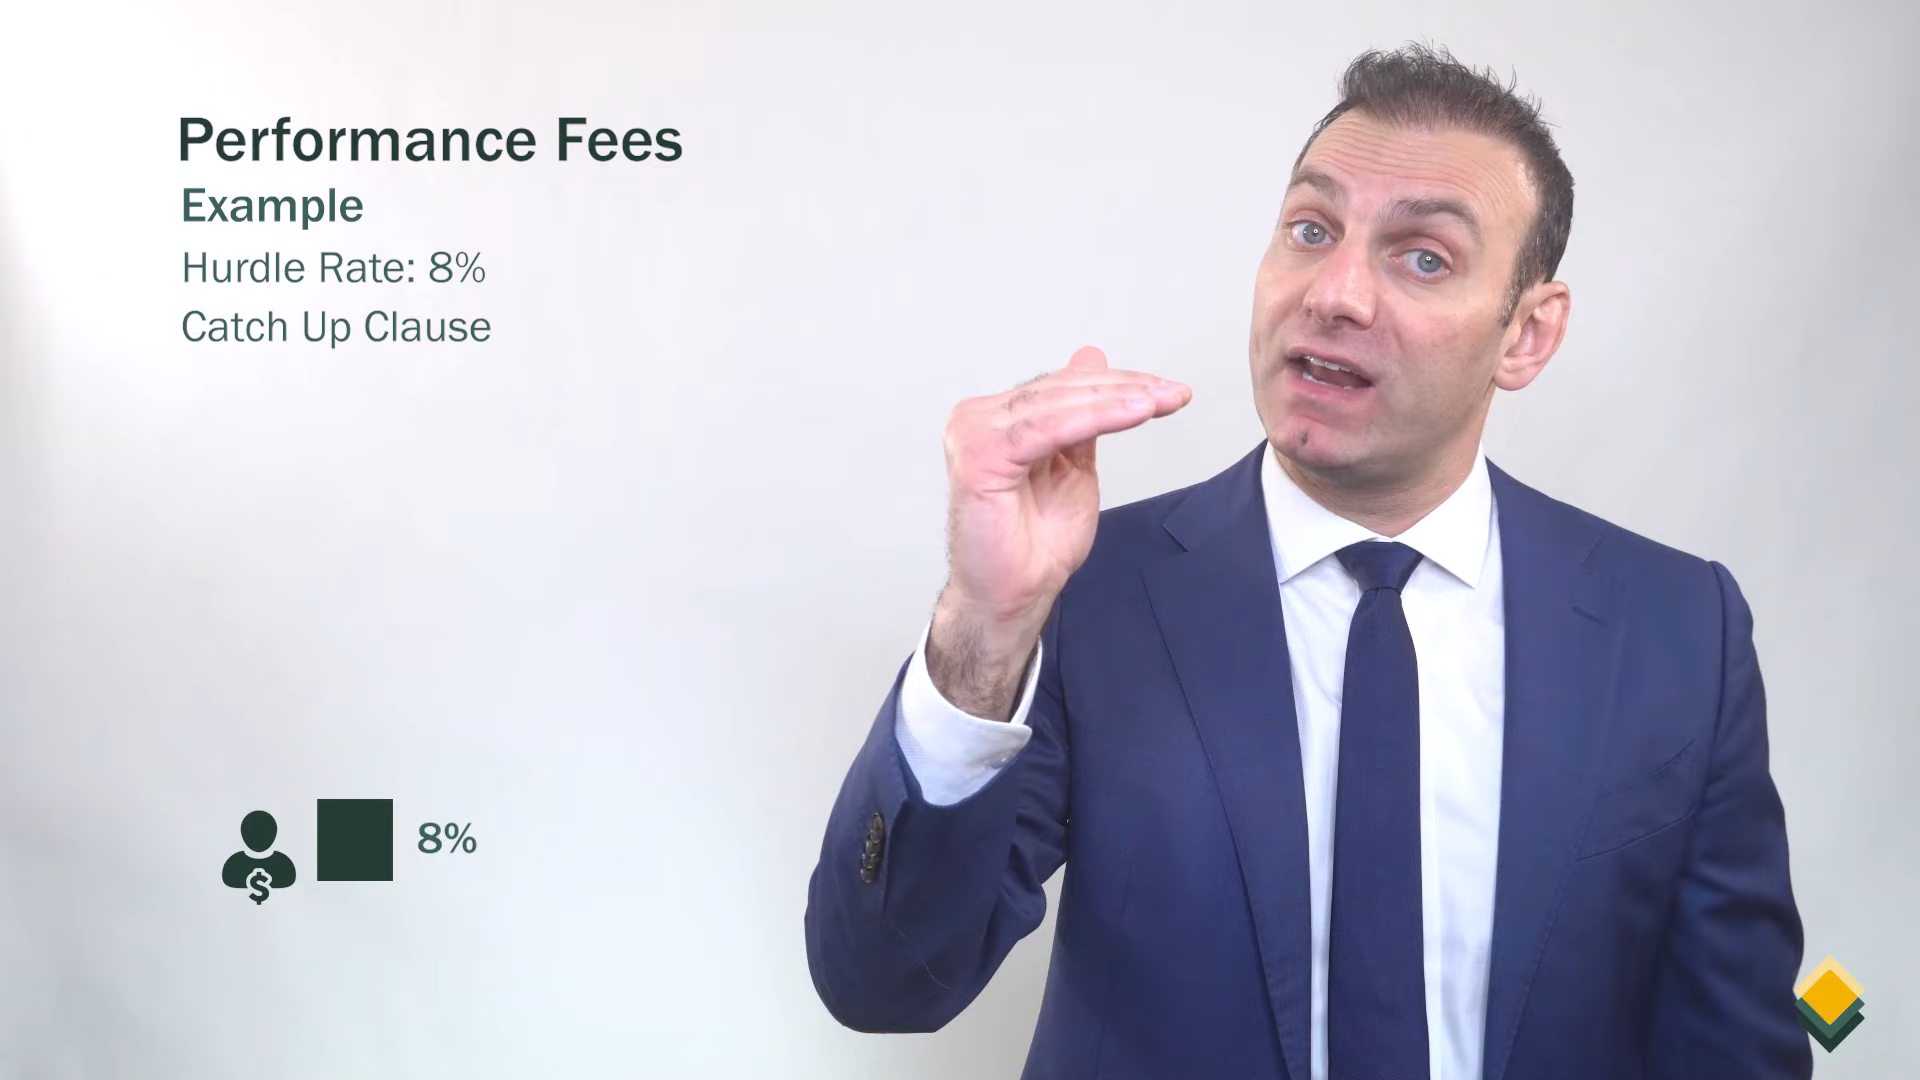 Performance Fees
Example
Hurdle Rate: 8%
Catch Up Clause
$ 8%